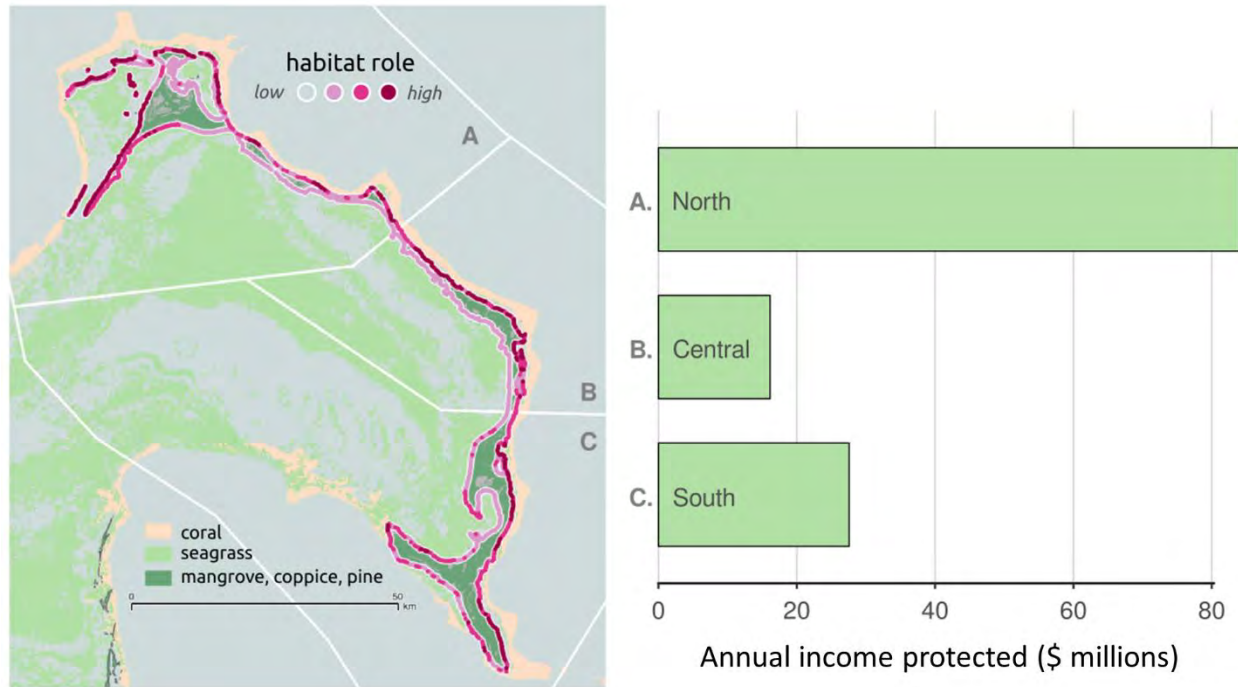 habitat role
low high
A
B
C
coral
seagrass
mangrove, coppice, pine
0 50
km
A. North
B. Central
C. South
0 20 40 60 80
Annual income protected ($ millions)